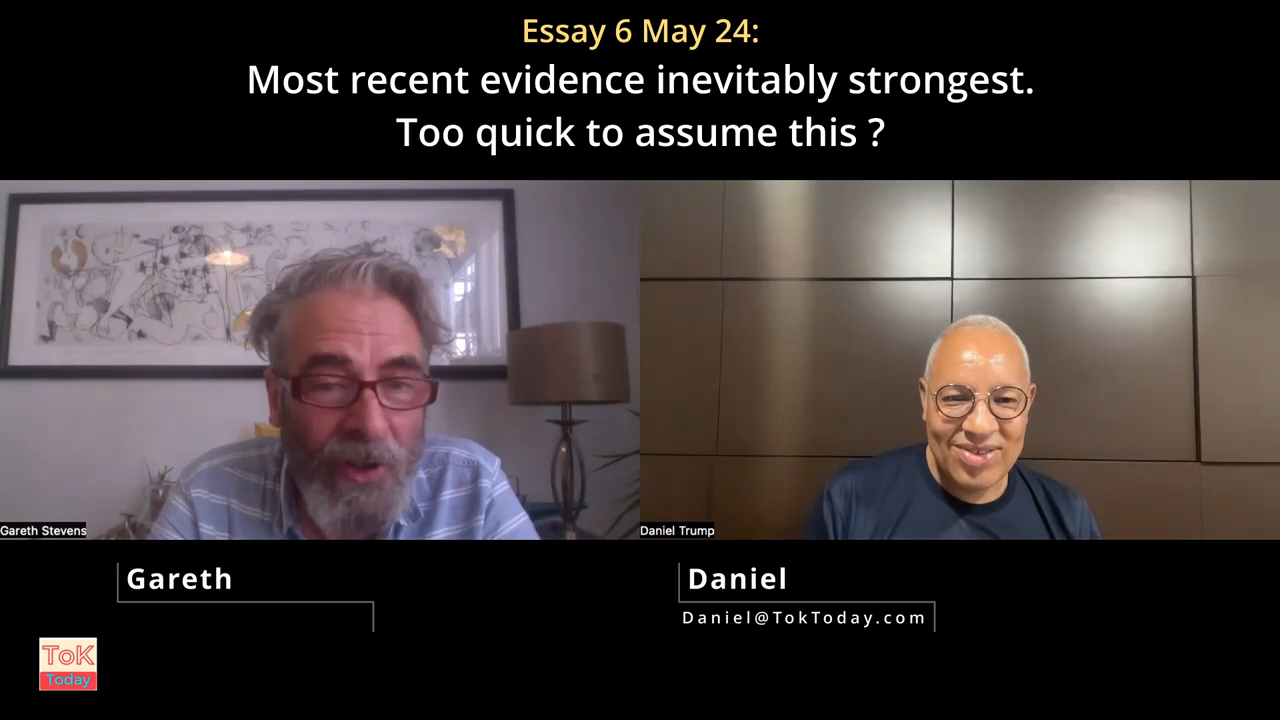 Essay 6 May 24:
Most recent evidence inevitably strongest.
Too quick to assume this ?
Gareth Stevens
Daniel Trump
Gareth
Daniel
Daniel@TokToday.com
ToK
Today